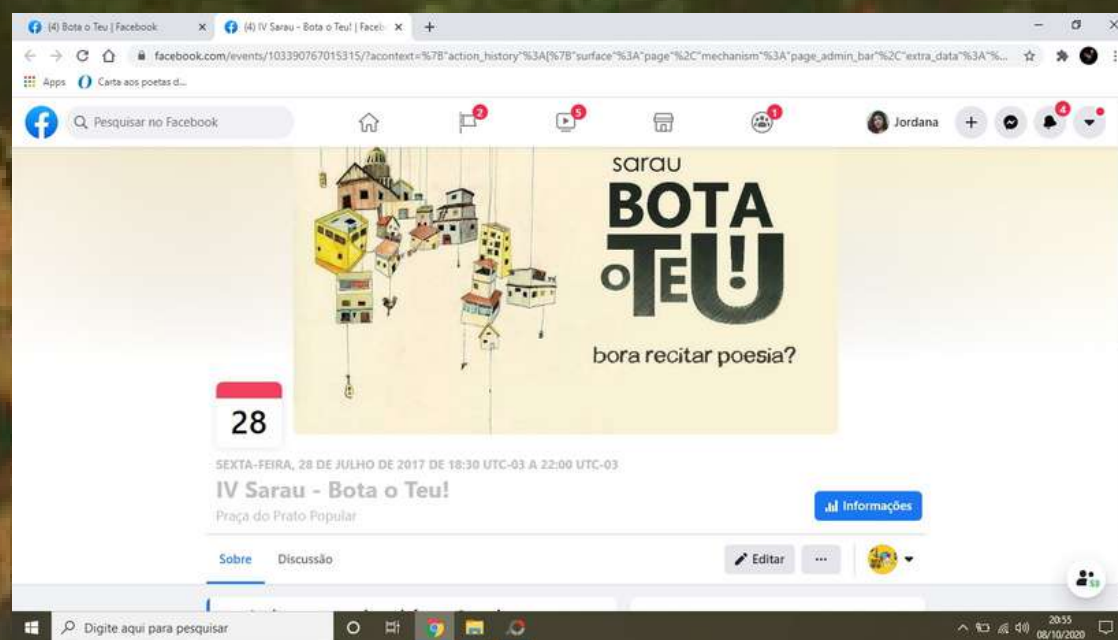 (4) Bota o Teu | Facebook
(4) IV Sarau - Bota o Teu! | Faceb
facebook.com/events/103390767015315/?acontext=%7B"action_history"%3A[%7B"surface"%3A"page"%2C"mechanism"%3A"page_admin_bar"%2C"extra_data"%3A"%...
Apps
Carta aos poetas d...
Pesquisar no Facebook
2
5
1
Jordana
4
sarau
BOTA
O TEU!
bora recitar poesia?
28
SEXTA-FEIRA, 28 DE JULHO DE 2017 DE 18:30 UTC-03 A 22:00 UTC-03
IV Sarau - Bota o Teu!
Praça do Prato Popular
Informações
Sobre
Discussão
Editar
Digite aqui para pesquisar
20:55
08/10/2020